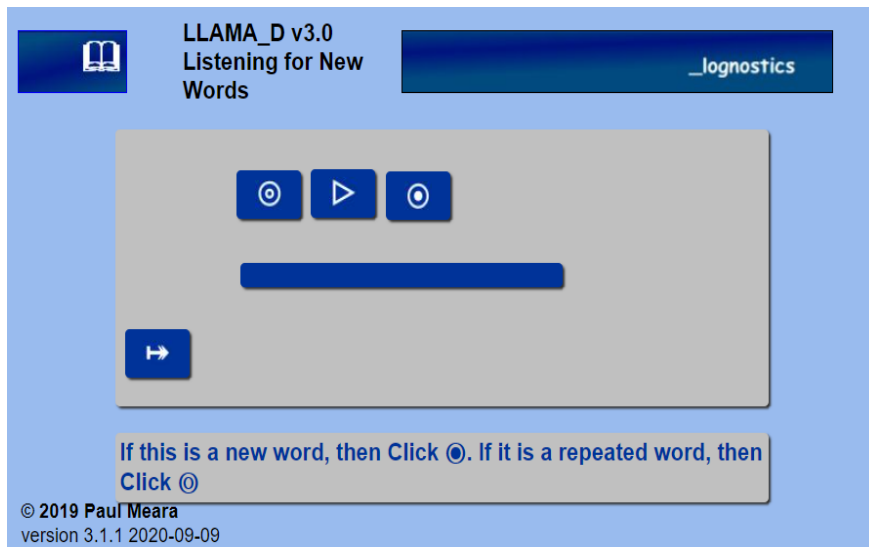 LLAMA_D v3.0
Listening for New
Words
_lognostics
If this is a new word, then Click ◉. If it is a repeated word, then
Click ◎
© 2019 Paul Meara
version 3.1.1 2020-09-09